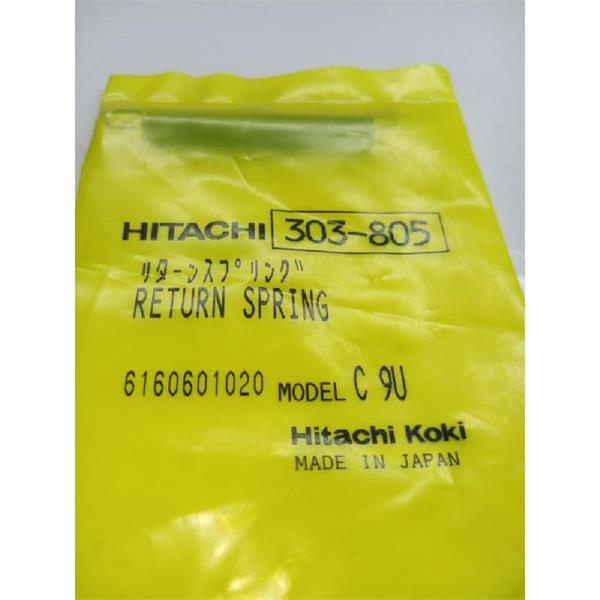 HITACHI 303-805
ﾘﾀｰﾝｽﾌﾟﾘﾝｸﾞ
RETURN SPRING
6160601020 MODEL C 9U
Hitachi Koki
MADE IN JAPAN